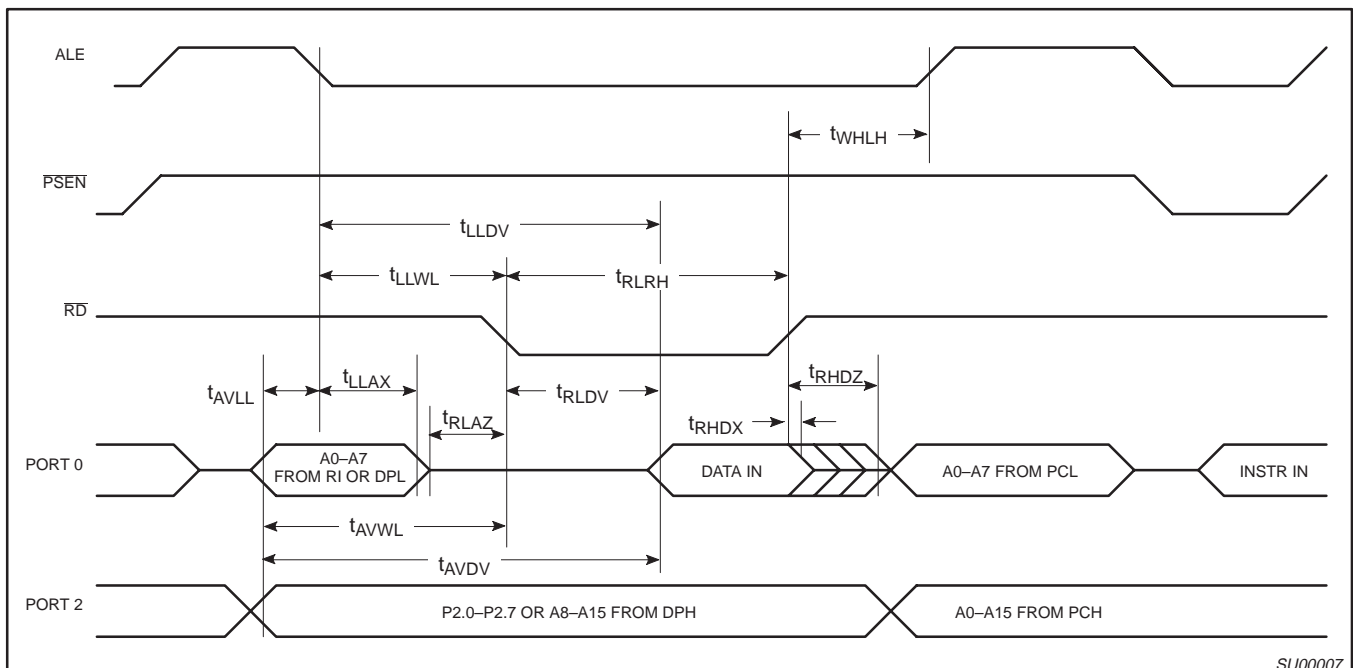 ALE
tWHLH
PSEN
tLLDV
tLLWL
tRLRH
RD
tAVLL
tLLAX
tRLDV
tRHDZ
tRLAZ
tRHDX
PORT 0
A0–A7
FROM RI OR DPL
DATA IN
A0–A7 FROM PCL
INSTR IN
tAVWL
tAVDV
PORT 2
P2.0–P2.7 OR A8–A15 FROM DPH
A0–A15 FROM PCH
SU00007